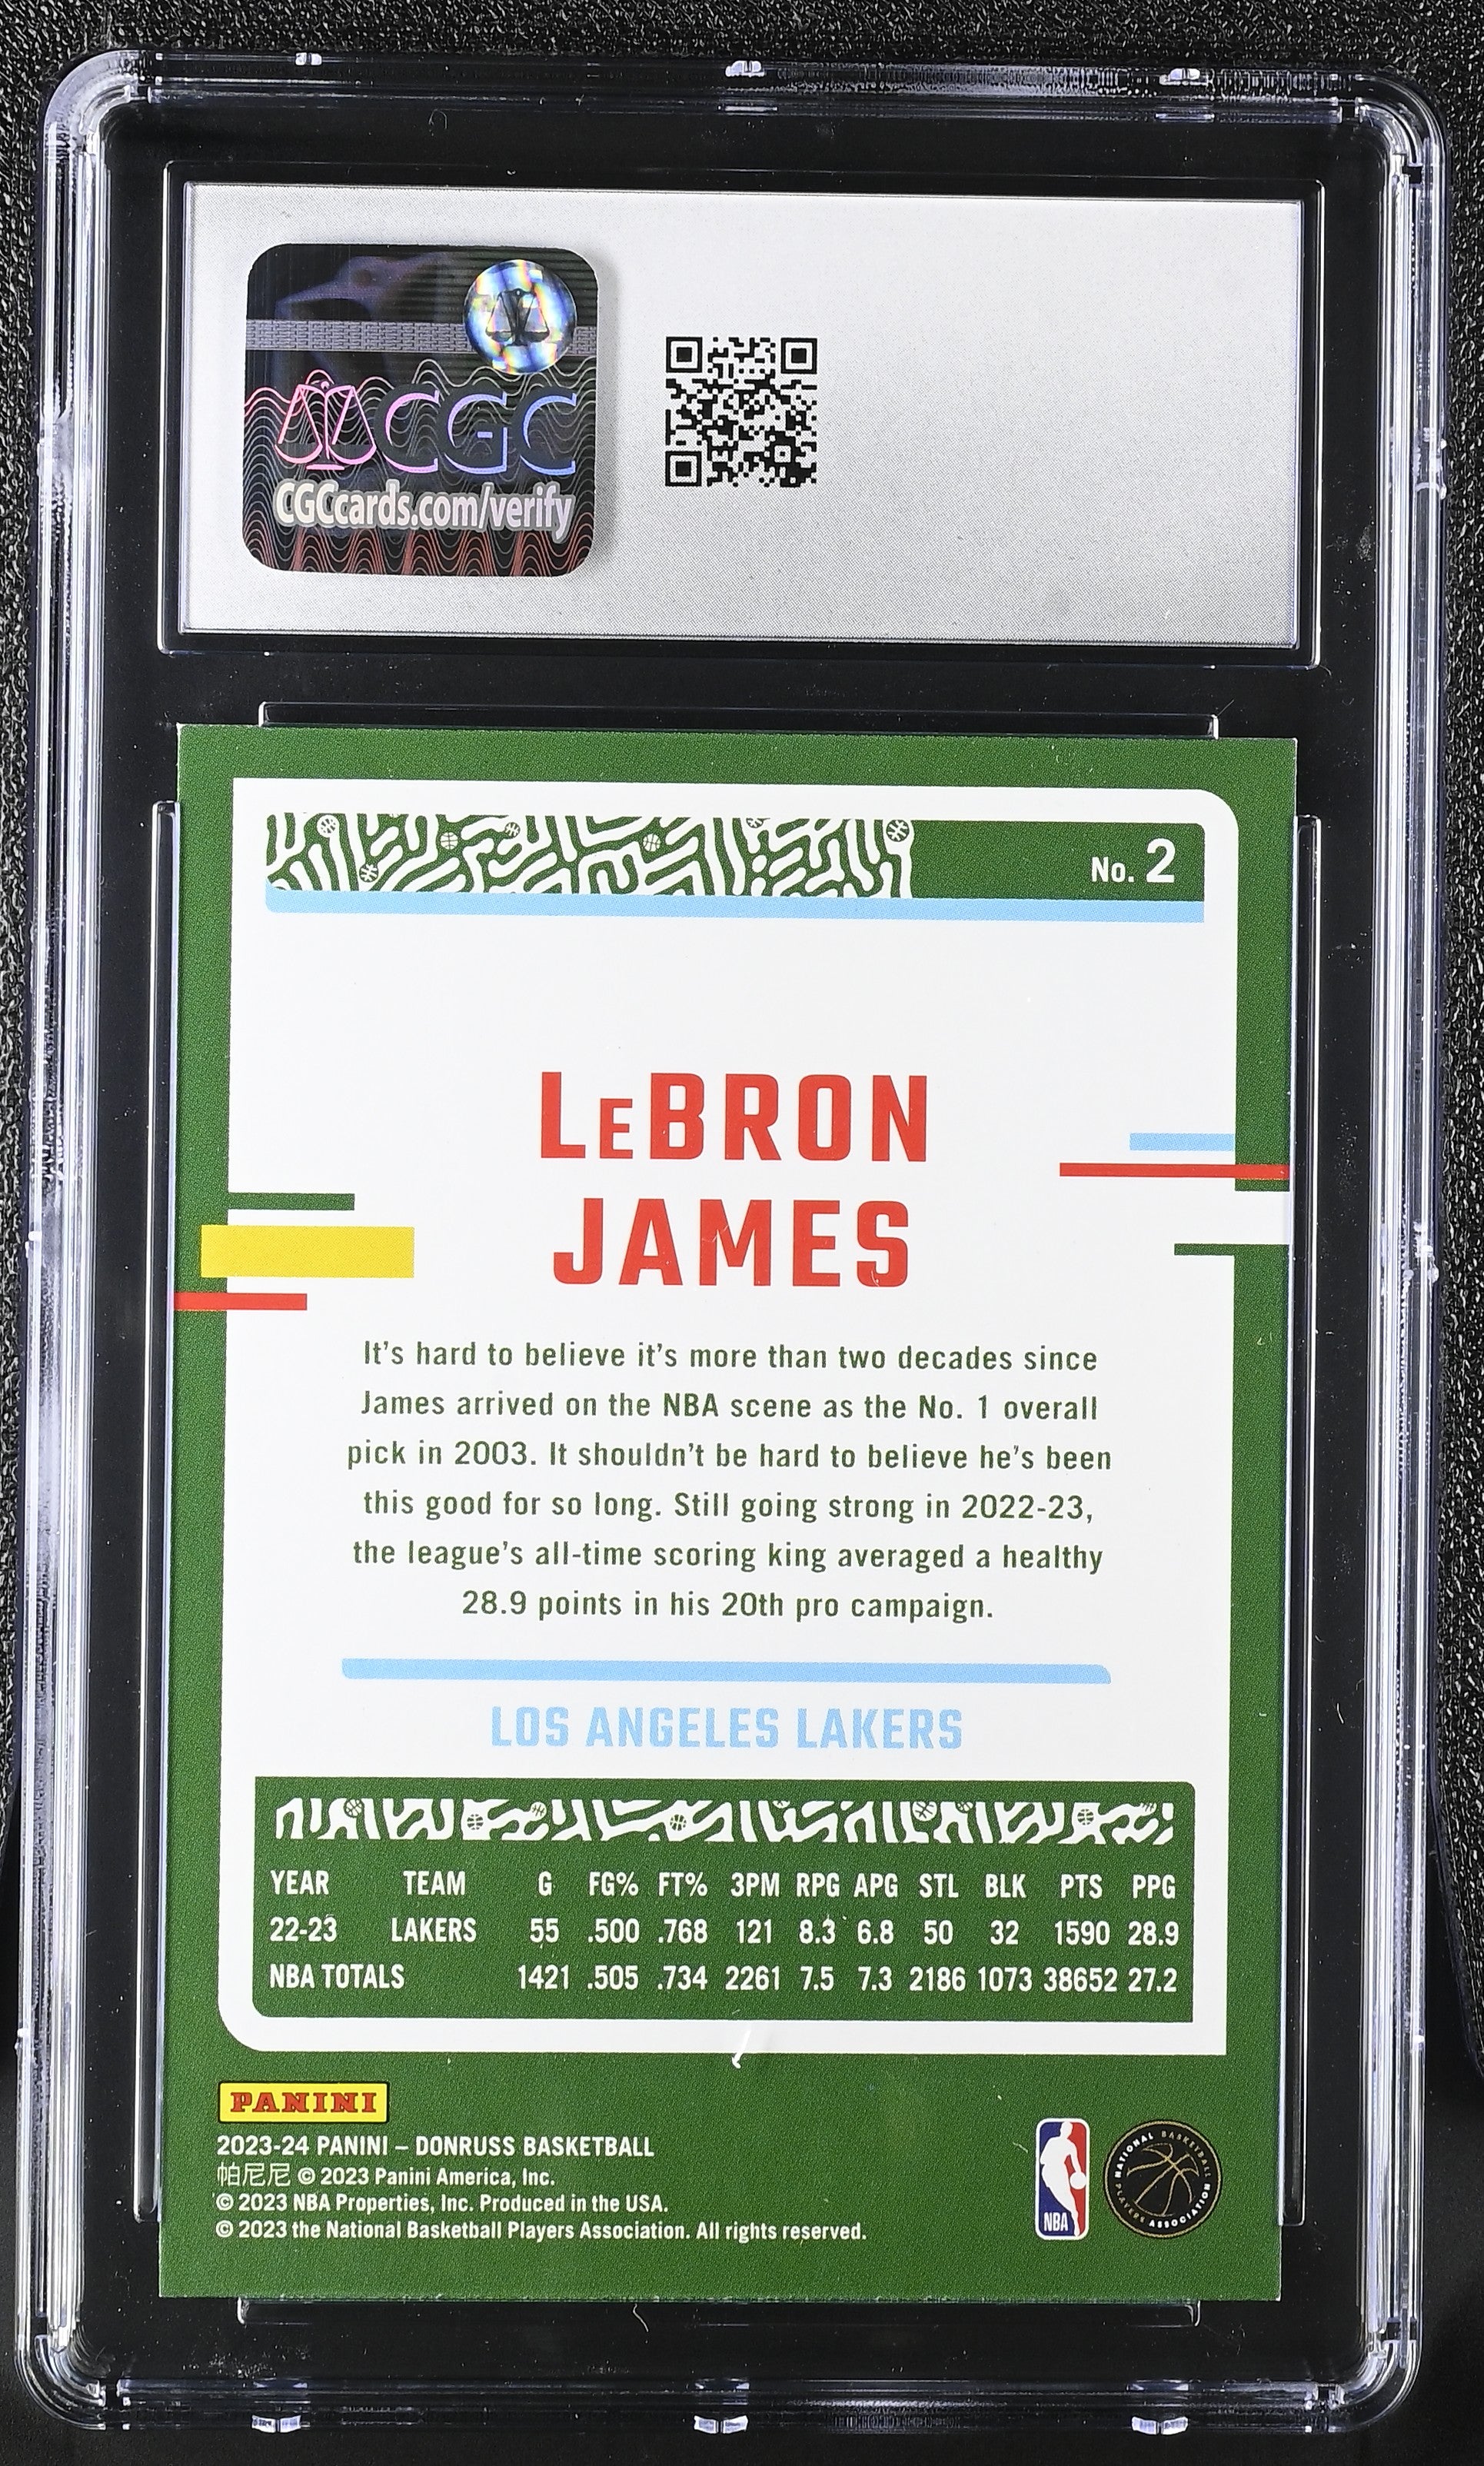 CGC
CGCcards.com/verify
No. 2
LeBRON
JAMES
It's hard to believe it's more than two decades since
James arrived on the NBA scene as the No. 1 overall
pick in 2003. It shouldn't be hard to believe he's been
this good for so long. Still going strong in 2022-23,
the league's all-time scoring king averaged a healthy
28.9 points in his 20th pro campaign.
LOS ANGELES LAKERS
YEAR TEAM G FG% FT% 3PM RPG APG STL BLK PTS PPG
22-23 LAKERS 55 .500 .768 121 8.3 6.8 50 32 1590 28.9
NBA TOTALS 1421 .505 .734 2261 7.5 7.3 2186 1073 38652 27.2
PANINI
2023-24 PANINI – DONRUSS BASKETBALL
帕尼尼 © 2023 Panini America, Inc.
© 2023 NBA Properties, Inc. Produced in the USA.
© 2023 the National Basketball Players Association. All rights reserved.
NBA
NATIONAL BASKETBALL PLAYERS ASSOCIATION